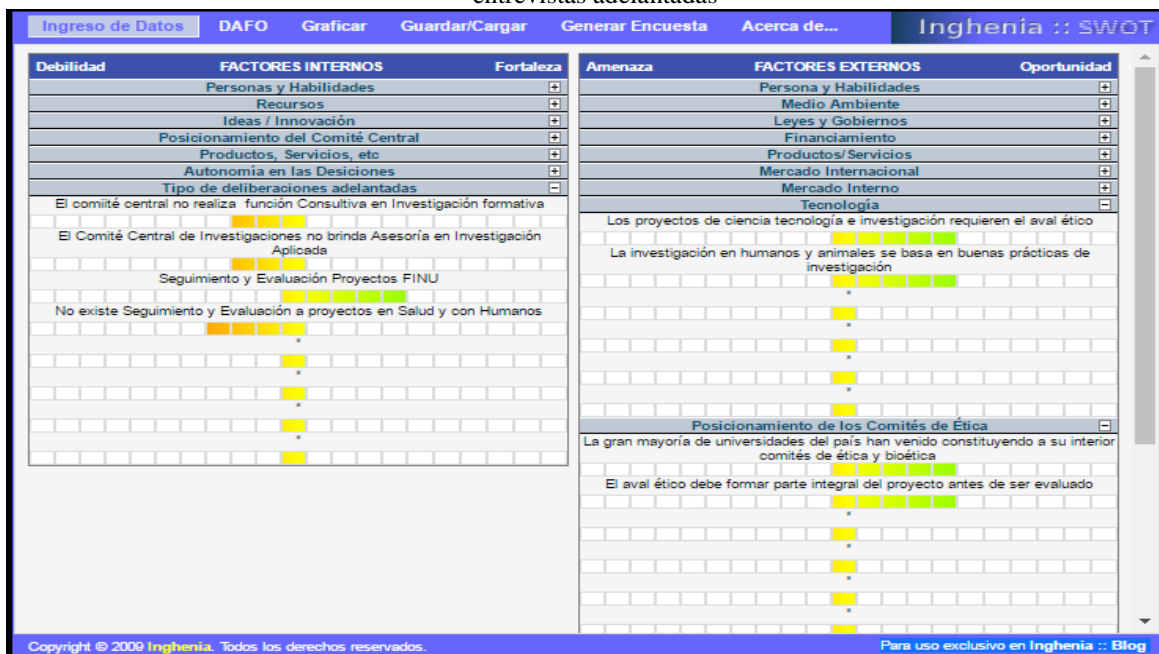 entrevistas adelantadas
Ingreso de Datos DAFO Graficar Guardar/Cargar Generar Encuesta Acerca de... Inghenia :: SWOT
Debilidad FACTORES INTERNOS Fortaleza
Personas y Habilidades
Recursos
Ideas / Innovación
Posicionamiento del Comité Central
Productos, Servicios, etc
Autonomía en las Desiciones
Tipo de deliberaciones adelantadas
El comiité central no realiza función Consultiva en Investigación formativa
El Comité Central de Investigaciones no brinda Asesoría en Investigación
Aplicada
Seguimiento y Evaluación Proyectos FINU
No existe Seguimiento y Evaluación a proyectos en Salud y con Humanos
*
*
*
*
Amenaza FACTORES EXTERNOS Oportunidad
Persona y Habilidades
Medio Ambiente
Leyes y Gobiernos
Financiamiento
Productos/Servicios
Mercado Internacional
Mercado Interno
Tecnología
Los proyectos de ciencia tecnología e investigación requieren el aval ético
La investigación en humanos y animales se basa en buenas prácticas de
investigación
*
*
*
*
Posicionamiento de los Comités de Ética
La gran mayoría de universidades del país han venido constituyendo a su interior
comités de ética y bioética
El aval ético debe formar parte integral del proyecto antes de ser evaluado
*
*
*
*
Copyright © 2009 Inghenia. Todos los derechos reservados. Para uso exclusivo en Inghenia :: Blog